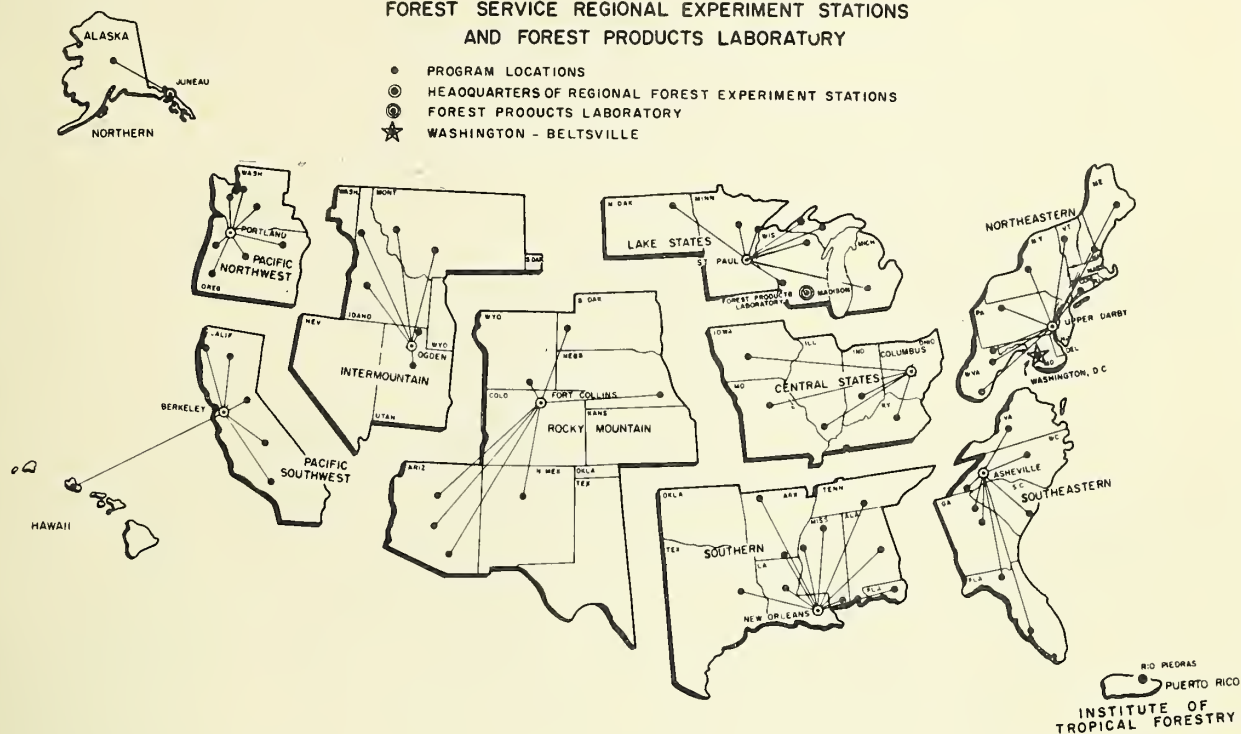 FOREST SERVICE REGIONAL EXPERIMENT STATIONS
AND FOREST PRODUCTS LABORATORY
PROGRAM LOCATIONS
HEADQUARTERS OF REGIONAL FOREST EXPERIMENT STATIONS
FOREST PRODUCTS LABORATORY
WASHINGTON - BELTSVILLE
ALASKA
JUNEAU
NORTHERN
WASH
PORTLAND
PACIFIC
NORTHWEST
OREG
WASH
MONT
S DAK
IDAHO
WYO
NEV
OGDEN
INTERMOUNTAIN
UTAH
CALIF
BERKELEY
PACIFIC
SOUTHWEST
HAWAII
S DAK
WYO
NEBR
COLO
FORT COLLINS
KANS
ROCKY MOUNTAIN
ARIZ
N MEX
OKLA
TEX
N DAK
MINN
LAKE STATES
WIS
MICH
ST PAUL
FOREST PRODUCTS
LABORATORY
MADISON
IOWA
ILL
IND
OHIO
COLUMBUS
CENTRAL STATES
MO
KY
OKLA
ARK
TENN
MISS
ALA
TEX
SOUTHERN
LA
FLA
NEW ORLEANS
ME
NORTHEASTERN
N Y
VT
PA
UPPER DARBY
DEL
MD
W VA
WASHINGTON, D C
VA
N C
ASHEVILLE
S C
SOUTHEASTERN
GA
FLA
RIO PIEDRAS
PUERTO RICO
INSTITUTE OF
TROPICAL FORESTRY